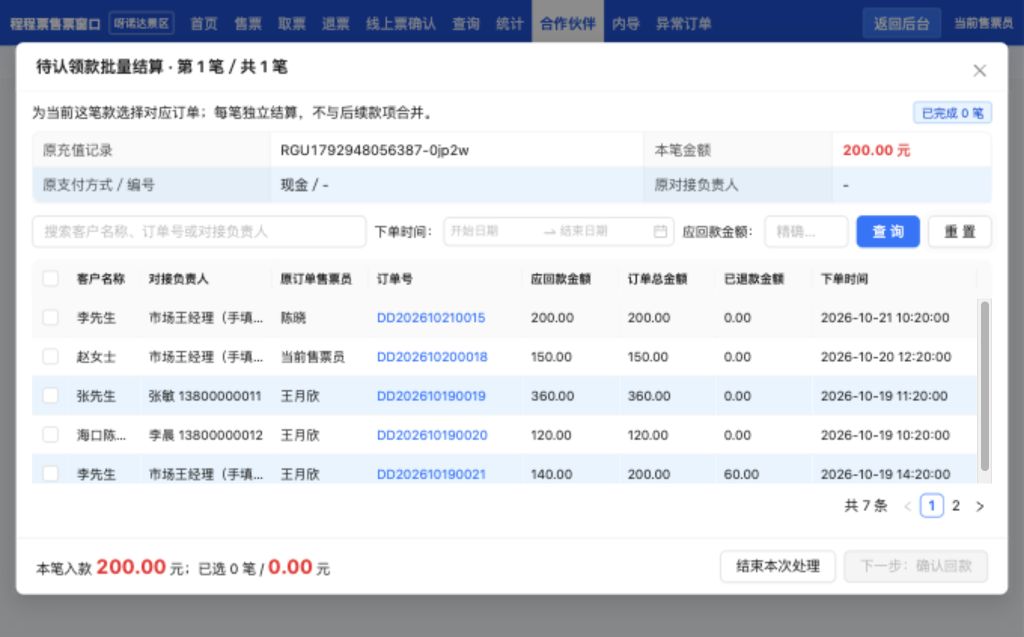 程程票售票窗口 呀诺达景区 首页 售票 取票 退票 线上票确认 查询 统计 合作伙伴 内导 异常订单 返回后台 当前售票员
待认领款批量结算 · 第 1 笔 / 共 1 笔
为当前这笔款选择对应订单；每笔独立结算，不与后续款项合并。 已完成 0 笔
原充值记录 RGU1792948056387-0jp2w 本笔金额 200.00 元
原支付方式 / 编号 现金 / - 原对接负责人 -
搜索客户名称、订单号或对接负责人 下单时间： 开始日期 → 结束日期 应回款金额： 精确... 查 询 重 置
客户名称 对接负责人 原订单售票员 订单号 应回款金额 订单总金额 已退款金额 下单时间
李先生 市场王经理（手填... 陈晓 DD202610210015 200.00 200.00 0.00 2026-10-21 10:20:00
赵女士 市场王经理（手填... 当前售票员 DD202610200018 150.00 150.00 0.00 2026-10-20 12:20:00
张先生 张敏 13800000011 王月欣 DD202610190019 360.00 360.00 0.00 2026-10-19 11:20:00
海口陈... 李晨 13800000012 王月欣 DD202610190020 120.00 120.00 0.00 2026-10-19 10:20:00
李先生 市场王经理（手填... 王月欣 DD202610190021 140.00 200.00 60.00 2026-10-19 14:20:00
共 7 条 < 1 2 >
本笔入款 200.00 元；已选 0 笔 / 0.00 元 结束本次处理 下一步：确认回款